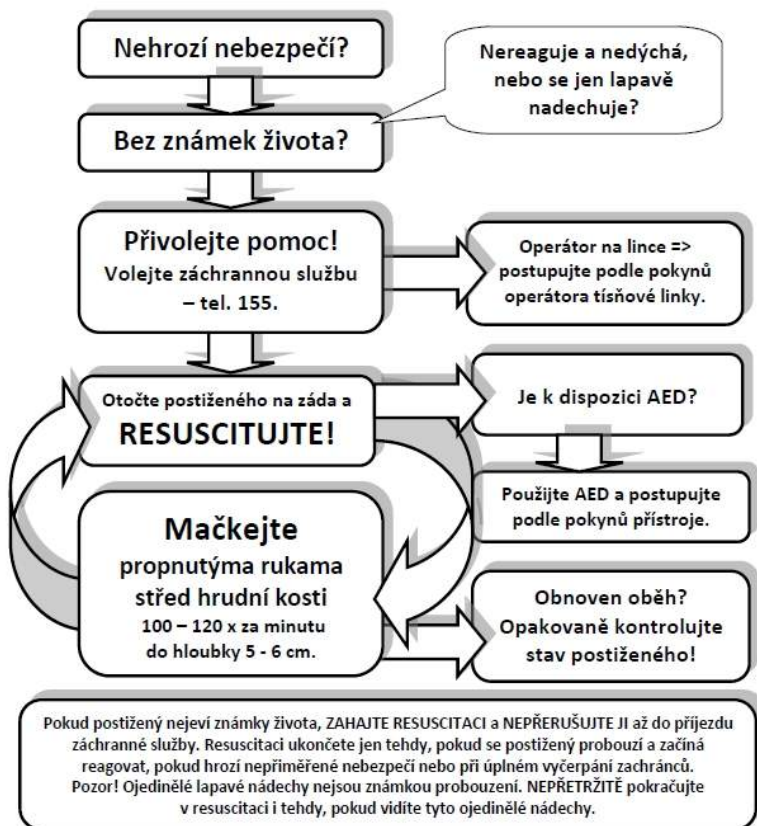 Nehrozí nebezpečí?
Nereaguje a nedýchá,
nebo se jen lapavě
nadechuje?
Bez známek života?
Přivolejte pomoc!
Volejte záchrannou službu
– tel. 155.
Operátor na lince =>
postupujte podle pokynů
operátora tísňové linky.
Otočte postiženého na záda a
RESUSCITUJTE!
Je k dispozici AED?
Použijte AED a postupujte
podle pokynů přístroje.
Mačkejte
propnutýma rukama
střed hrudní kosti
100 – 120 x za minutu
do hloubky 5 - 6 cm.
Obnoven oběh?
Opakovaně kontrolujte
stav postiženého!
Pokud postižený nejeví známky života, ZAHAJTE RESUSCITACI a NEPŘERUŠUJTE JI až do příjezdu
záchranné služby. Resuscitaci ukončete jen tehdy, pokud se postižený probouzí a začíná
reagovat, pokud hrozí nepřiměřené nebezpečí nebo při úplném vyčerpání zachránců.
Pozor! Ojedinělé lapavé nádechy nejsou známkou probouzení. NEPŘETRŽITĚ pokračujte
v resuscitaci i tehdy, pokud vidíte tyto ojedinělé nádechy.